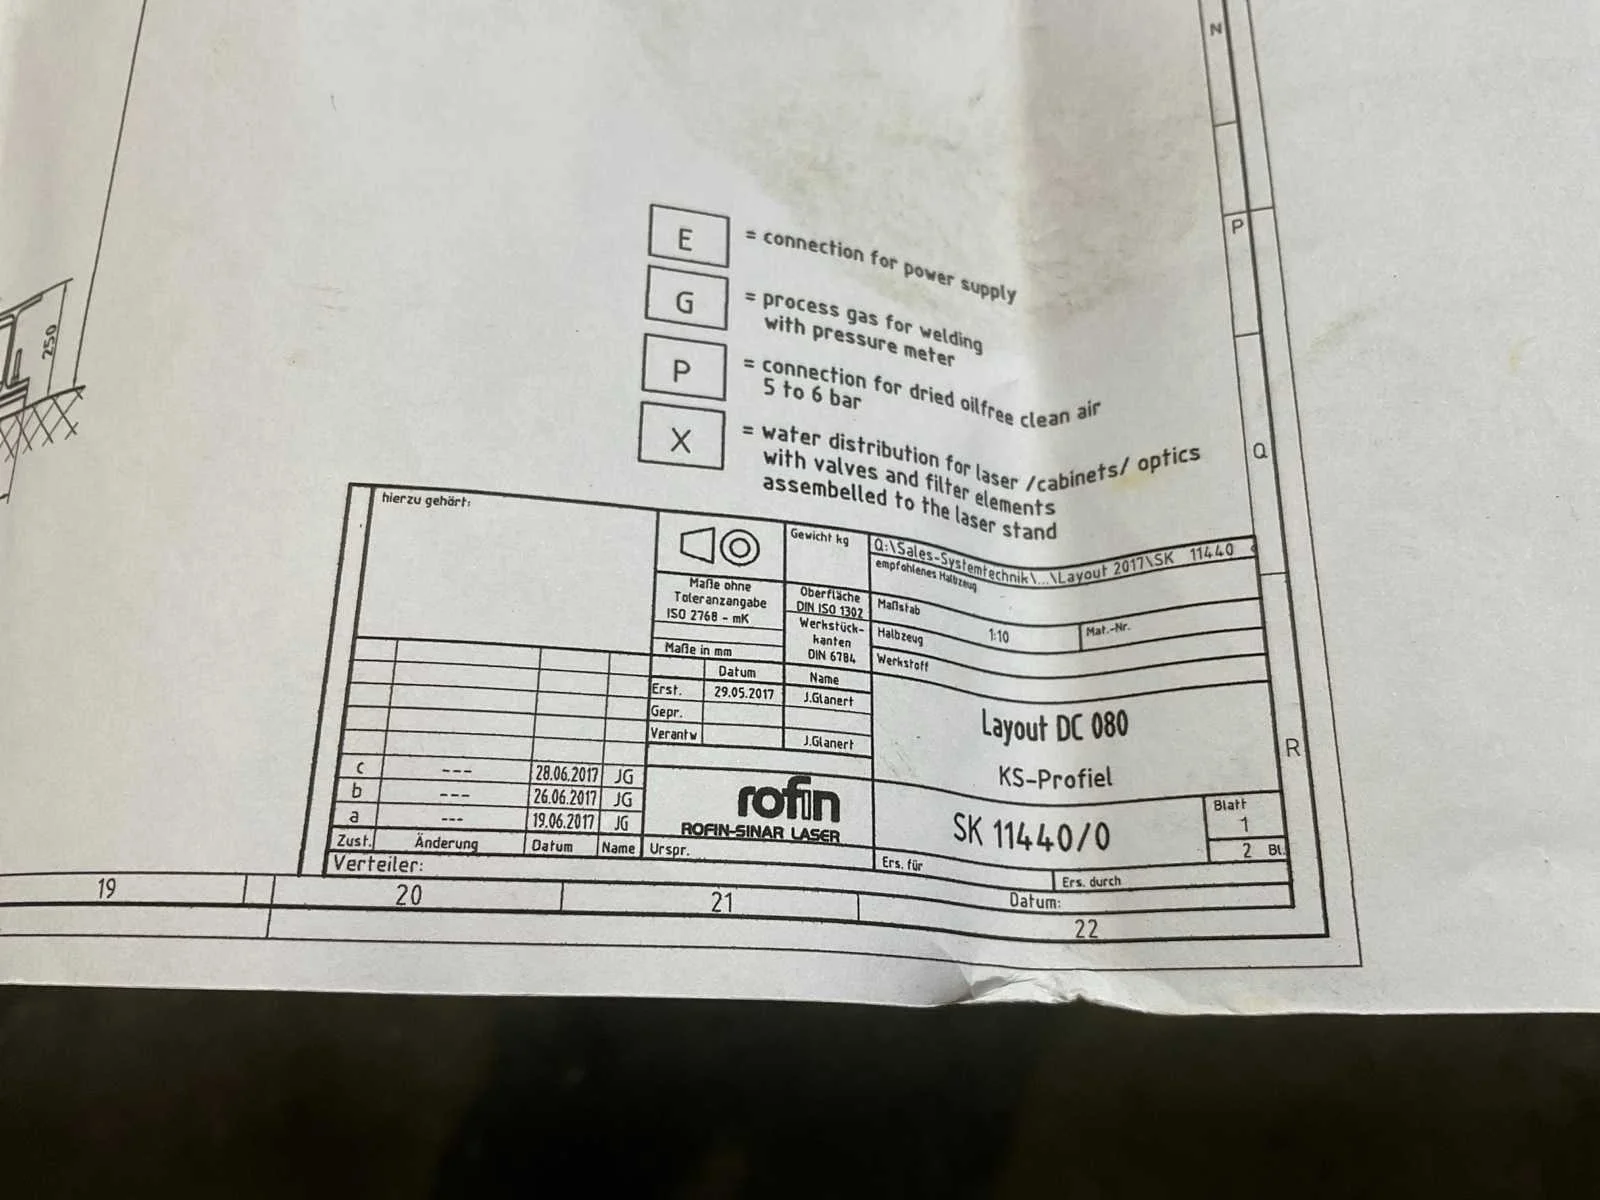 N
P
Q
R
250
E = connection for power supply
G = process gas for welding
with pressure meter
P = connection for dried oilfree clean air
5 to 6 bar
X = water distribution for laser /cabinets/ optics
with valves and filter elements
assembelled to the laser stand
hierzu gehört:
Maße ohne
Toleranzangabe
ISO 2768 - mK
Maße in mm
Gewicht kg
Oberfläche
DIN ISO 1302
Werkstück-
kanten
DIN 6784
Q:\Sales-Systemtechnik\...\Layout 2017\SK 11440
empfohlenes Halbzeug
Maßstab 1:10 Mat.-Nr.
Halbzeug
Werkstoff
Datum Name
Erst. 29.05.2017 J.Glanert
Gepr.
Verantw J.Glanert
Layout DC 080
KS-Profiel
c --- 28.06.2017 JG
b --- 26.06.2017 JG
a --- 19.06.2017 JG
Zust. Änderung Datum Name
rofin
ROFIN-SINAR LASER
Urspr.
SK 11440/0
Blatt
1
2 Bl.
Ers. für
Ers. durch
Verteiler:
Datum:
19 20 21 22